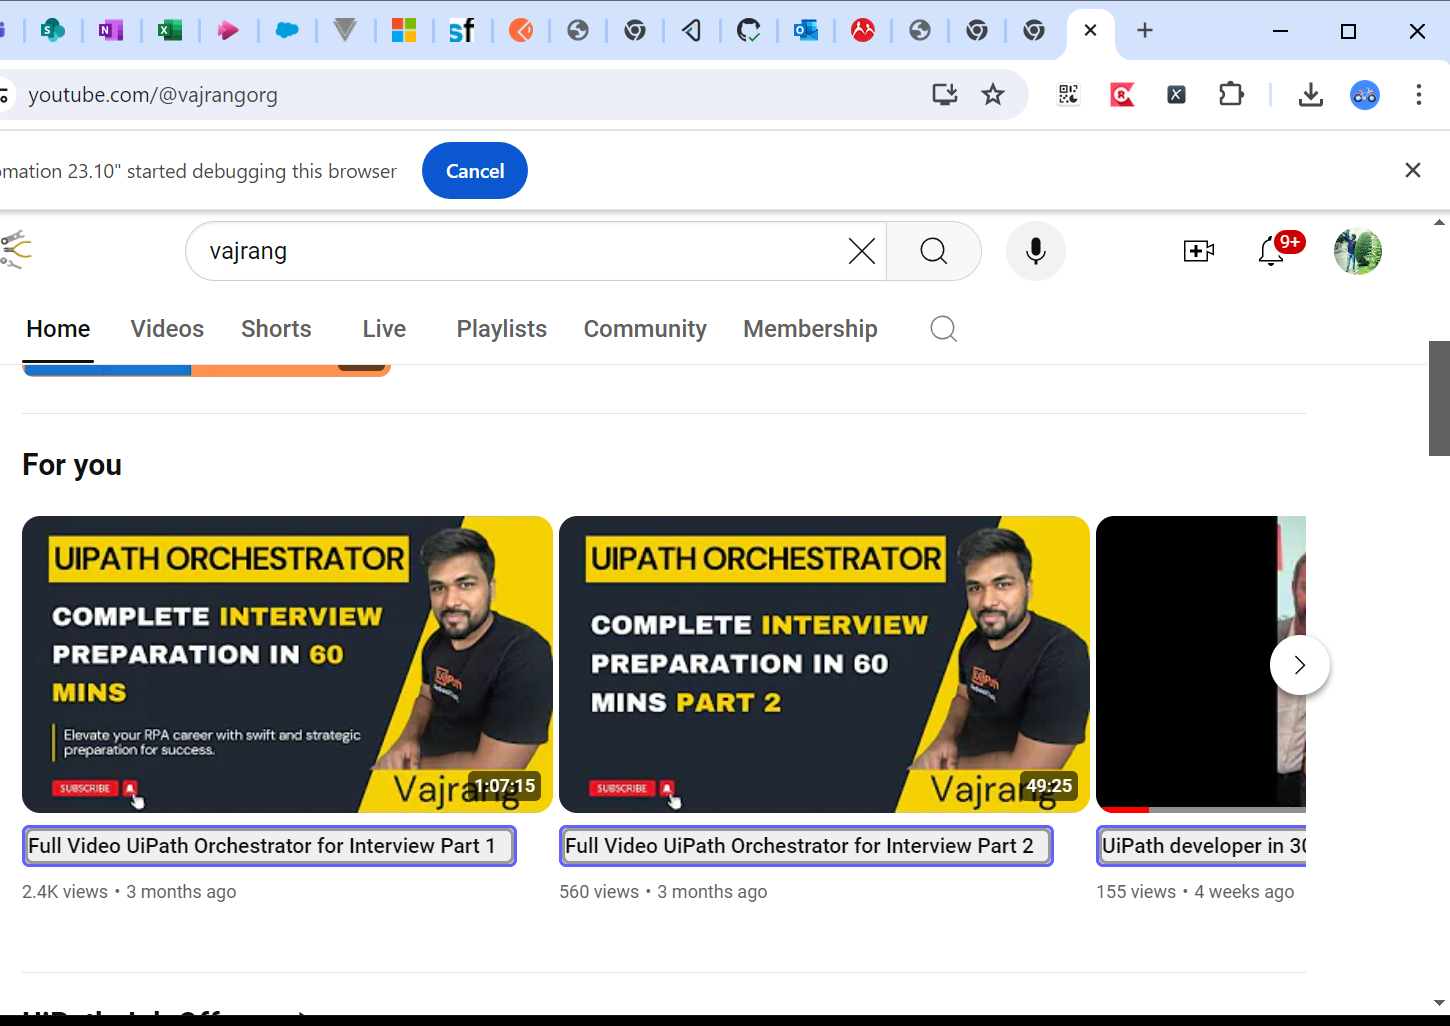 youtube.com/@vajrangorg
omation 23.10" started debugging this browser
Cancel
vajrang
9+
Home
Videos
Shorts
Live
Playlists
Community
Membership
For you
UIPATH ORCHESTRATOR
COMPLETE INTERVIEW
PREPARATION IN 60
MINS
Elevate your RPA career with swift and strategic
preparation for success.
SUBSCRIBE
Vajrang
1:07:15
UIPATH ORCHESTRATOR
COMPLETE INTERVIEW
PREPARATION IN 60
MINS PART 2
SUBSCRIBE
Vajrang
49:25
Full Video UiPath Orchestrator for Interview Part 1
Full Video UiPath Orchestrator for Interview Part 2
UiPath developer in 30
2.4K views • 3 months ago
560 views • 3 months ago
155 views • 4 weeks ago